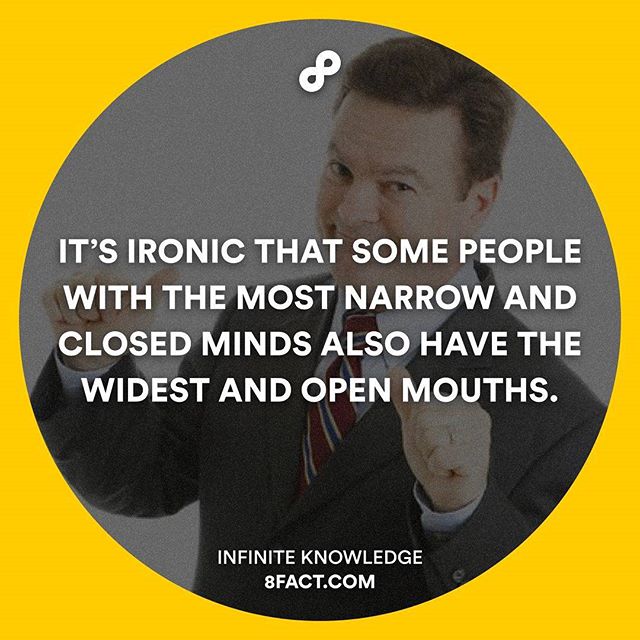 IT'S IRONIC THAT SOME PEOPLE
WITH THE MOST NARROW AND
CLOSED MINDS ALSO HAVE THE
WIDEST AND OPEN MOUTHS.
INFINITE KNOWLEDGE
8FACT.COM